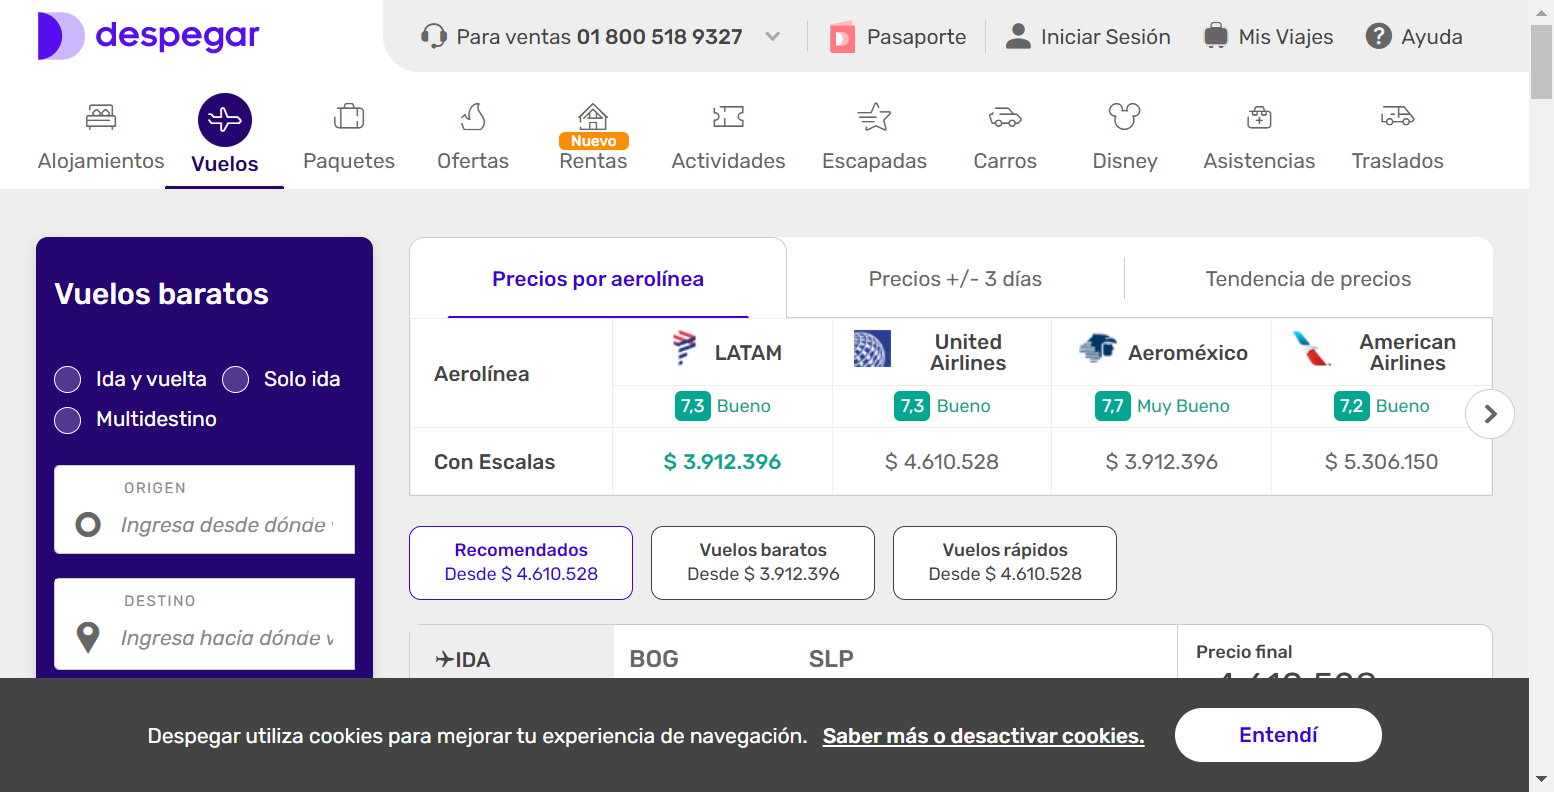 despegar
Para ventas 01 800 518 9327
Pasaporte
Iniciar Sesión
Mis Viajes
? Ayuda
Alojamientos
Vuelos
Paquetes
Ofertas
Nuevo
Rentas
Actividades
Escapadas
Carros
Disney
Asistencias
Traslados
Vuelos baratos
Ida y vuelta
Solo ida
Multidestino
ORIGEN
Ingresa desde dónde
DESTINO
Ingresa hacia dónde v
Precios por aerolínea
Precios +/- 3 días
Tendencia de precios
Aerolínea
LATAM
United
Airlines
Aeroméxico
American
Airlines
7,3 Bueno
7,3 Bueno
7,7 Muy Bueno
7,2 Bueno
Con Escalas
$ 3.912.396
$ 4.610.528
$ 3.912.396
$ 5.306.150
Recomendados
Desde $ 4.610.528
Vuelos baratos
Desde $ 3.912.396
Vuelos rápidos
Desde $ 4.610.528
IDA
BOG
SLP
Precio final
Despegar utiliza cookies para mejorar tu experiencia de navegación. Saber más o desactivar cookies.
Entendí